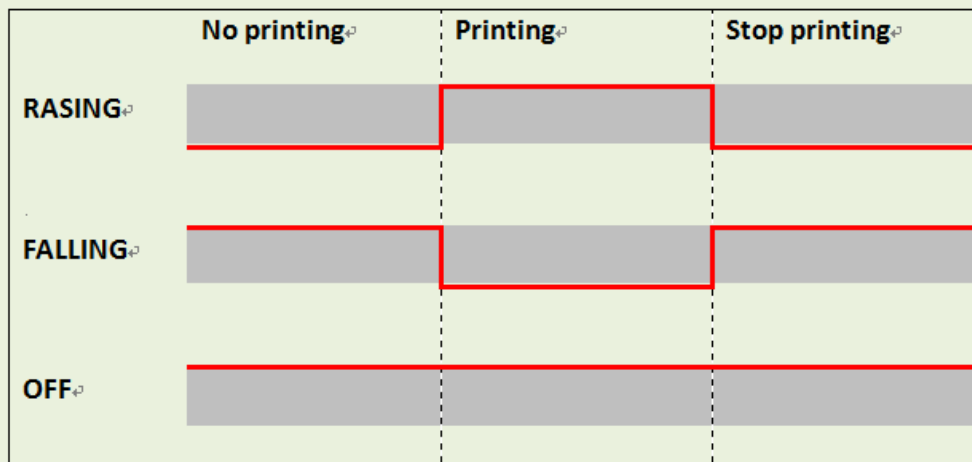 No printing Printing Stop printing
RASING
FALLING
OFF